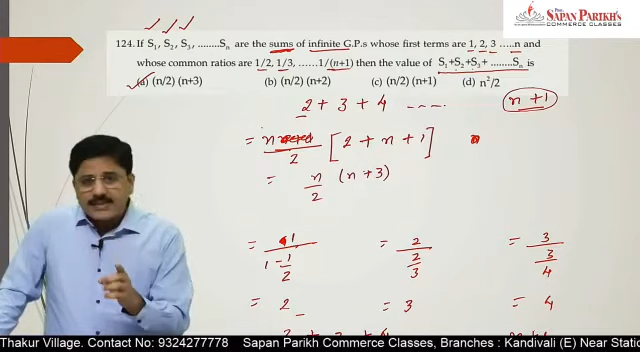 Prof.
SAPAN PARIKH'S
COMMERCE CLASSES
124. If S₁, S₂, S₃, ........Sₙ are the sums of infinite G.P.s whose first terms are 1, 2, 3 .....n and
whose common ratios are 1/2, 1/3, ……1/(n+1) then the value of S₁+S₂+S₃+ ........Sₙ is
(a) (n/2) (n+3) (b) (n/2) (n+2) (c) (n/2) (n+1) (d) n²/2
2 + 3 + 4 ---- n+1
= n/2 [2 + n + 1]
= n/2 (n+3)
= 1/(1 - 1/2) = 2/(2/3) = 3/(3/4)
= 2 = 3 = 4
Thakur Village. Contact No. 9324277778 Sapan Parikh Commerce Classes, Branches : Kandivali (E) Near Stati